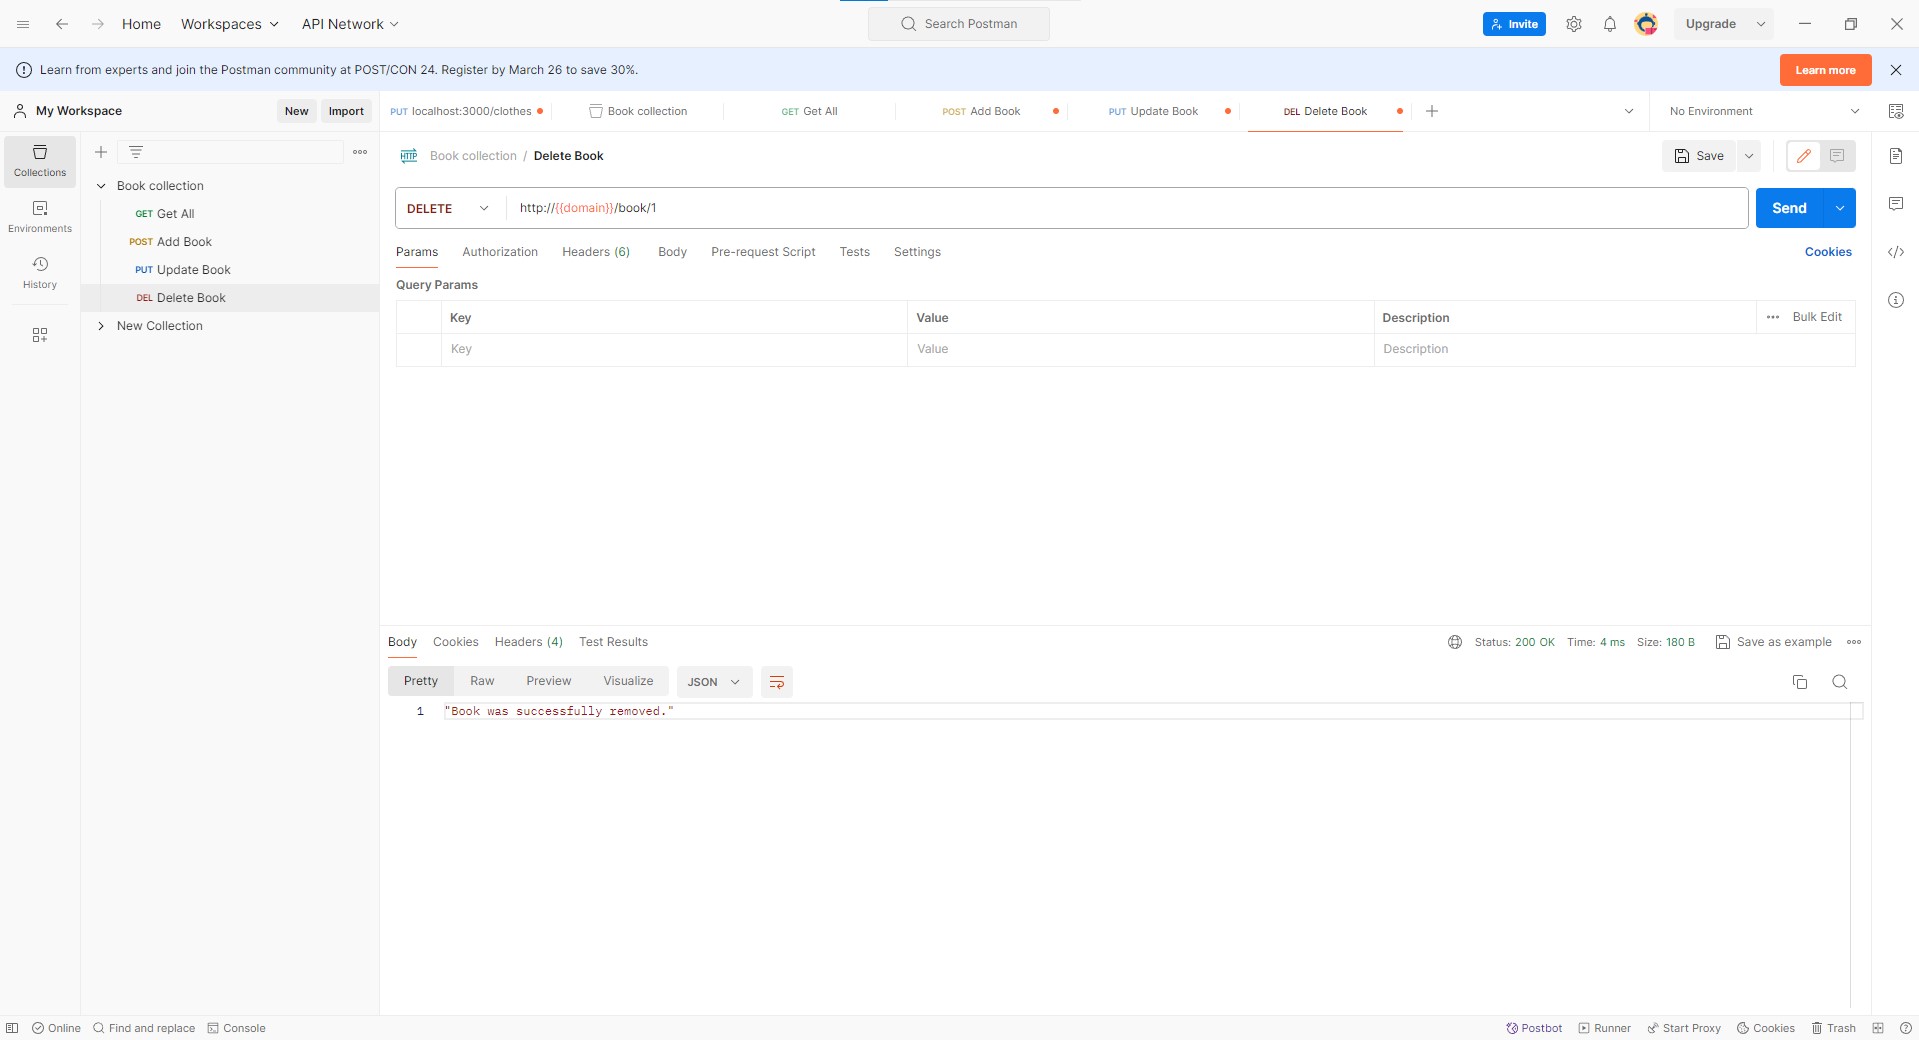 Home Workspaces API Network Search Postman Invite Upgrade
Learn from experts and join the Postman community at POST/CON 24. Register by March 26 to save 30%. Learn more
My Workspace New Import PUT localhost:3000/clothes Book collection GET Get All POST Add Book PUT Update Book DEL Delete Book No Environment
Collections
Environments
History
Book collection
GET Get All
POST Add Book
PUT Update Book
DEL Delete Book
New Collection
HTTP Book collection / Delete Book Save
DELETE http://{{domain}}/book/1 Send
Params Authorization Headers (6) Body Pre-request Script Tests Settings Cookies
Query Params
Key Value Description Bulk Edit
Key Value Description
Body Cookies Headers (4) Test Results Status: 200 OK Time: 4 ms Size: 180 B Save as example
Pretty Raw Preview Visualize JSON
1 "Book was successfully removed."
Online Find and replace Console Postbot Runner Start Proxy Cookies Trash